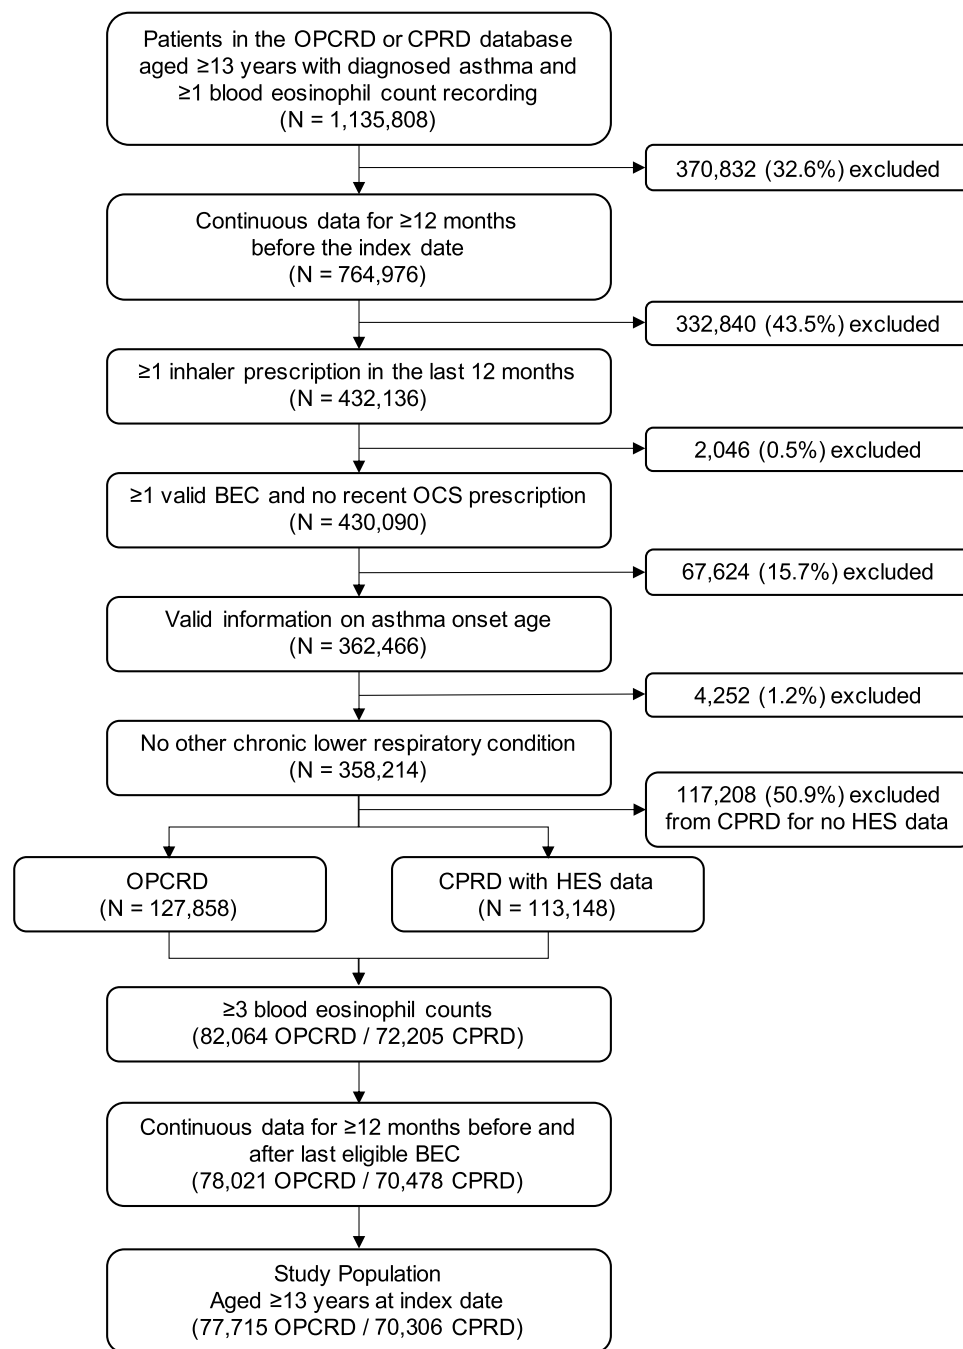 Patients in the OPCRD or CPRD database
aged ≥13 years with diagnosed asthma and
≥1 blood eosinophil count recording
(N = 1,135,808)
370,832 (32.6%) excluded
Continuous data for ≥12 months
before the index date
(N = 764,976)
332,840 (43.5%) excluded
≥1 inhaler prescription in the last 12 months
(N = 432,136)
2,046 (0.5%) excluded
≥1 valid BEC and no recent OCS prescription
(N = 430,090)
67,624 (15.7%) excluded
Valid information on asthma onset age
(N = 362,466)
4,252 (1.2%) excluded
No other chronic lower respiratory condition
(N = 358,214)
117,208 (50.9%) excluded
from CPRD for no HES data
OPCRD
(N = 127,858)
CPRD with HES data
(N = 113,148)
≥3 blood eosinophil counts
(82,064 OPCRD / 72,205 CPRD)
Continuous data for ≥12 months before and
after last eligible BEC
(78,021 OPCRD / 70,478 CPRD)
Study Population
Aged ≥13 years at index date
(77,715 OPCRD / 70,306 CPRD)